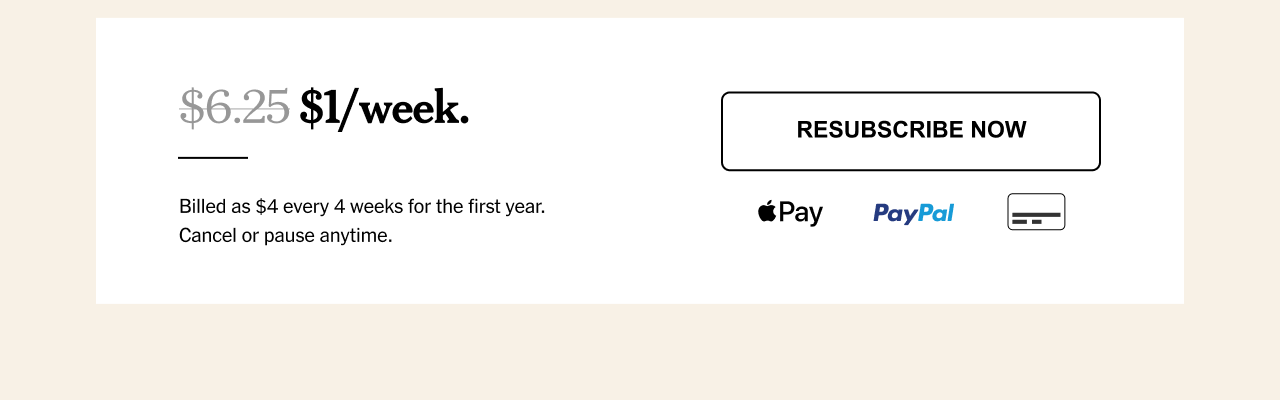 $6.25 $1/week.
Billed as $4 every 4 weeks for the first year.
Cancel or pause anytime.
RESUBSCRIBE NOW
Pay
PayPal